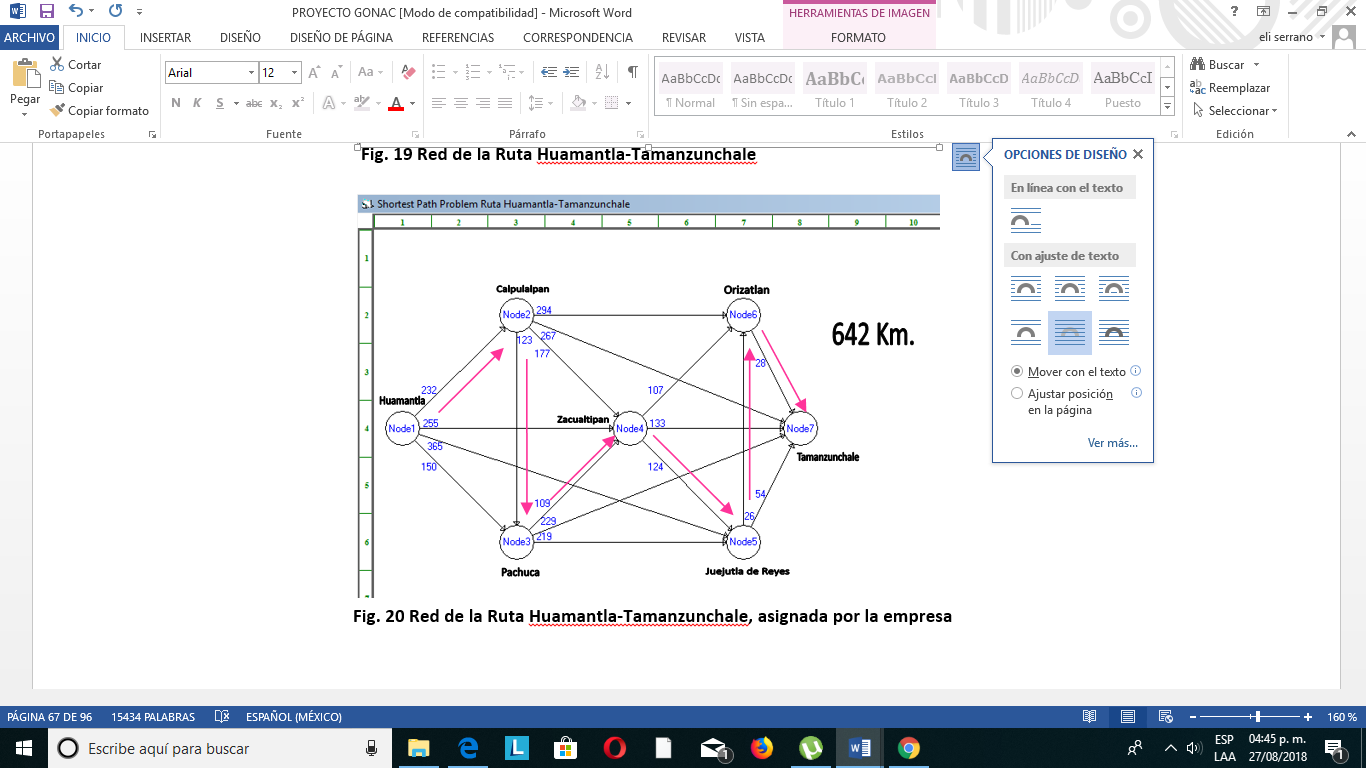 PROYECTO GONAC [Modo de compatibilidad] - Microsoft Word
HERRAMIENTAS DE IMAGEN
ARCHIVO INICIO INSERTAR DISEÑO DISEÑO DE PÁGINA REFERENCIAS CORRESPONDENCIA REVISAR VISTA FORMATO
eli serrano
Pegar
Cortar
Copiar
Copiar formato
Portapapeles
Arial 12
N K S abc x₂ x²
Fuente
Párrafo
AaBbCcDc AaBbCcDc AaBbCc AaBbCcI AaBbCcD AaBbCcD AaBbCcI
¶ Normal ¶ Sin espa... Título 1 Título 2 Título 3 Título 4 Puesto
Estilos
Buscar
Reemplazar
Seleccionar
Edición
Fig. 19 Red de la Ruta Huamantla-Tamanzunchale
Shortest Path Problem Ruta Huamantla-Tamanzunchale
1 2 3 4 5 6 7 8 9 10
1
2
3
4
5
6
Calpulalpan
Node2
294
267
123
177
Orizatlan
Node6
28
642 Km.
232
Huamantla
Node1
255
365
150
107
Zacualtipan
Node4
133
124
Node7
Tamanzunchale
109
229
219
Node3
Pachuca
54
26
Node5
Juejutla de Reyes
Fig. 20 Red de la Ruta Huamantla-Tamanzunchale, asignada por la empresa
OPCIONES DE DISEÑO
En línea con el texto
Con ajuste de texto
Mover con el texto
Ajustar posición
en la página
Ver más...
PÁGINA 67 DE 96 15434 PALABRAS ESPAÑOL (MÉXICO) 160 %
Escribe aquí para buscar
ESP
LAA
04:45 p. m.
27/08/2018